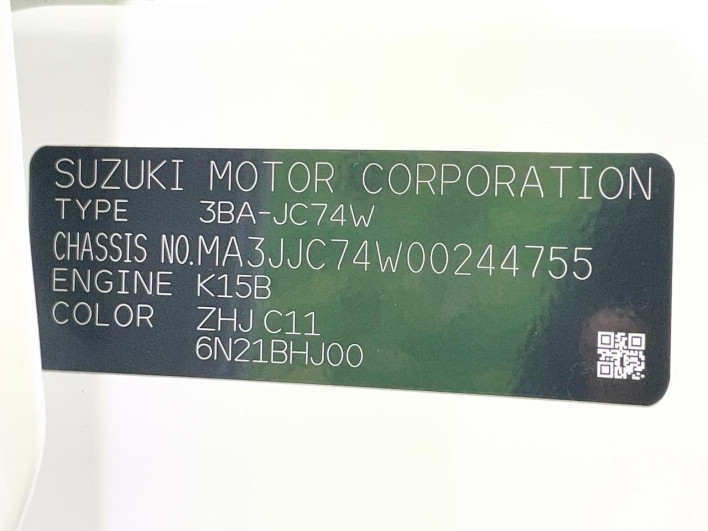 SUZUKI MOTOR CORPORATION
TYPE 3BA-JC74W
CHASSIS NO.MA3JJC74W00244755
ENGINE K15B
COLOR ZHJ C11
6N21BHJ00